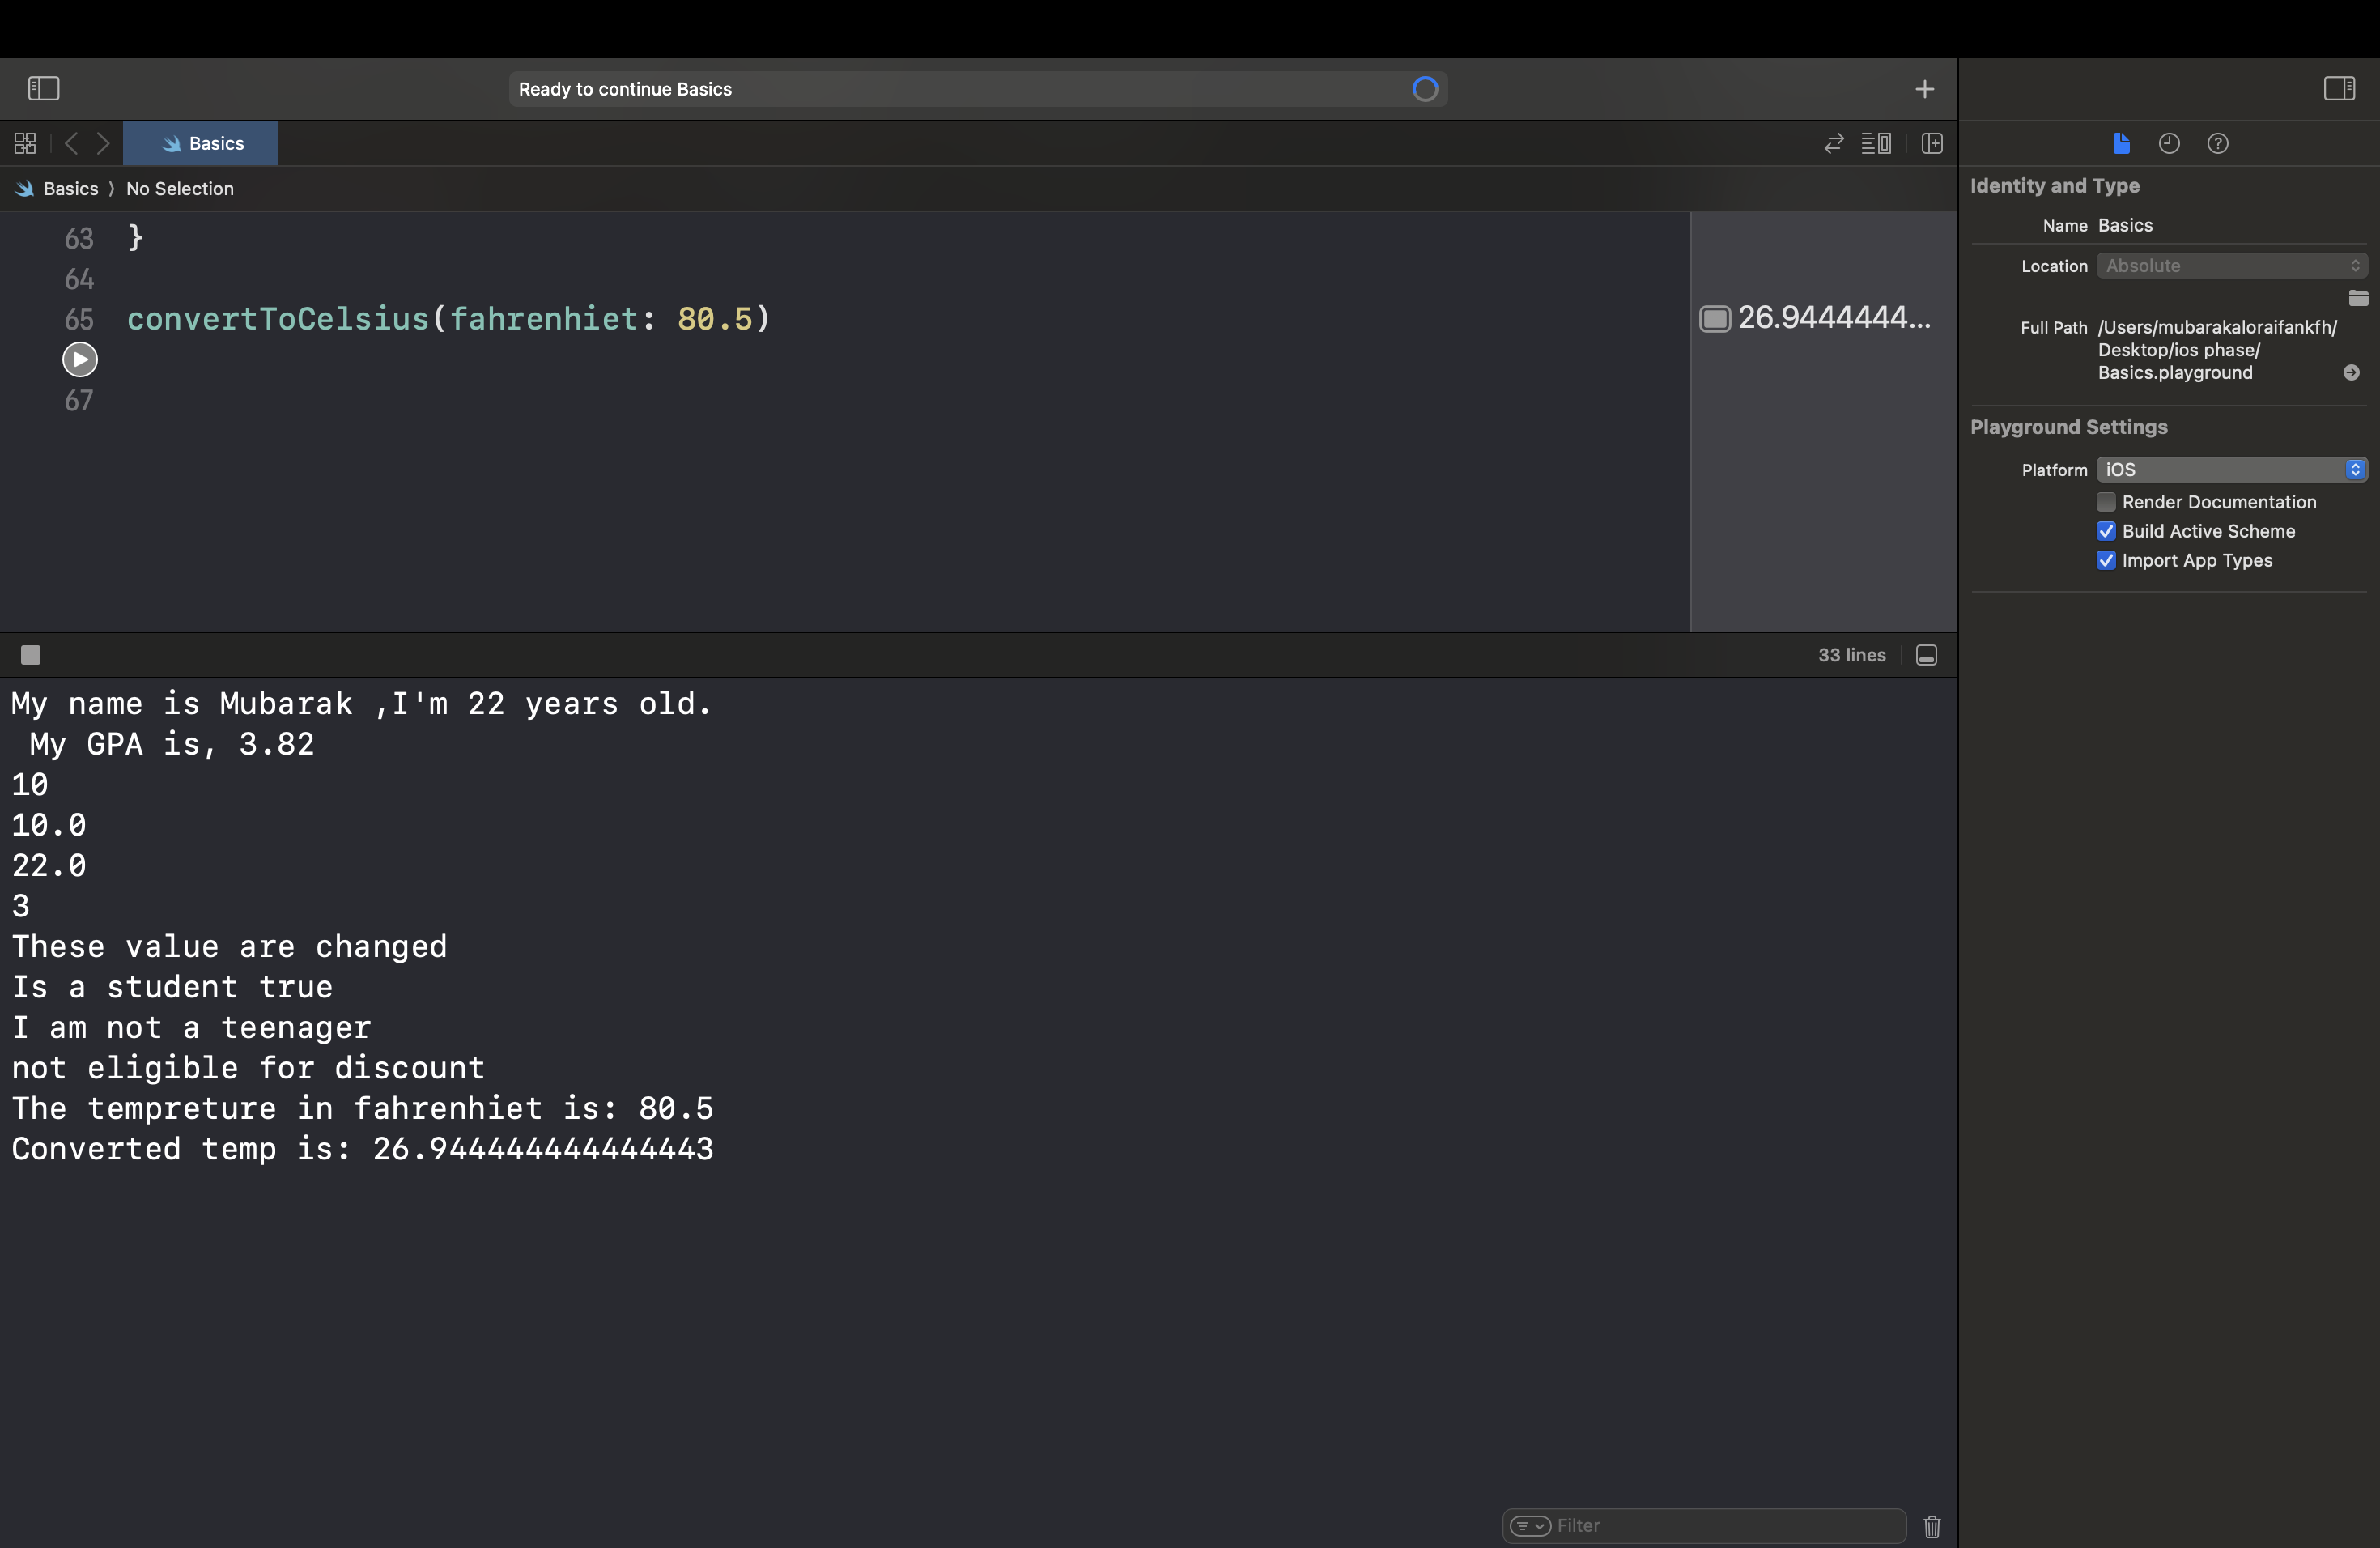 Ready to continue Basics
Basics
Basics 〉 No Selection
63 }
64
65 convertToCelsius(fahrenhiet: 80.5)
26.9444444...
67
33 lines
My name is Mubarak ,I'm 22 years old.
My GPA is, 3.82
10
10.0
22.0
3
These value are changed
Is a student true
I am not a teenager
not eligible for discount
The tempreture in fahrenhiet is: 80.5
Converted temp is: 26.944444444444443
Filter
Identity and Type
Name Basics
Location Absolute
Full Path /Users/mubarakaloraifankfh/
Desktop/ios phase/
Basics.playground
Playground Settings
Platform iOS
Render Documentation
Build Active Scheme
Import App Types